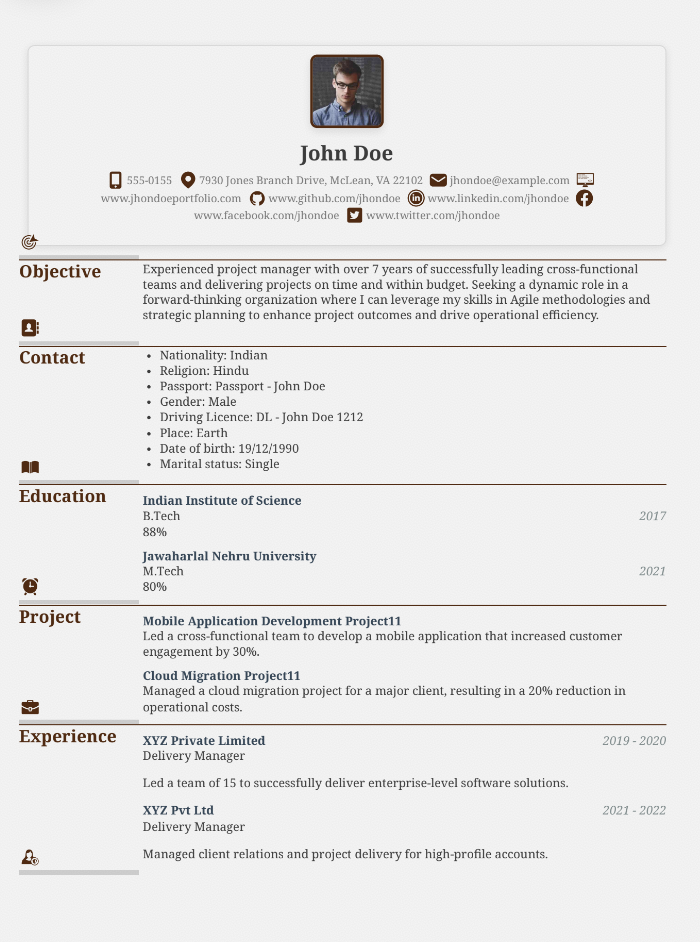 John Doe
555-0155 7930 Jones Branch Drive, McLean, VA 22102 jhondoe@example.com
www.jhondoeportfolio.com www.github.com/jhondoe www.linkedin.com/jhondoe
www.facebook.com/jhondoe www.twitter.com/jhondoe
Objective
Experienced project manager with over 7 years of successfully leading cross-functional
teams and delivering projects on time and within budget. Seeking a dynamic role in a
forward-thinking organization where I can leverage my skills in Agile methodologies and
strategic planning to enhance project outcomes and drive operational efficiency.
Contact
• Nationality: Indian
• Religion: Hindu
• Passport: Passport - John Doe
• Gender: Male
• Driving Licence: DL - John Doe 1212
• Place: Earth
• Date of birth: 19/12/1990
• Marital status: Single
Education
Indian Institute of Science
B.Tech 2017
88%
Jawaharlal Nehru University
M.Tech 2021
80%
Project
Mobile Application Development Project11
Led a cross-functional team to develop a mobile application that increased customer
engagement by 30%.
Cloud Migration Project11
Managed a cloud migration project for a major client, resulting in a 20% reduction in
operational costs.
Experience
XYZ Private Limited 2019 - 2020
Delivery Manager
Led a team of 15 to successfully deliver enterprise-level software solutions.
XYZ Pvt Ltd 2021 - 2022
Delivery Manager
Managed client relations and project delivery for high-profile accounts.